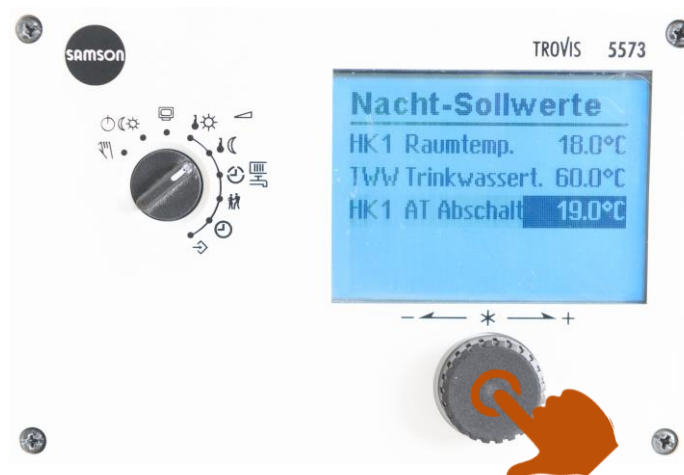 SAMSON
TROVIS 5573
Nacht-Sollwerte
HK1 Raumtemp. 18.0°C
TWW Trinkwassert. 60.0°C
HK1 AT Abschalt 19.0°C
- * +